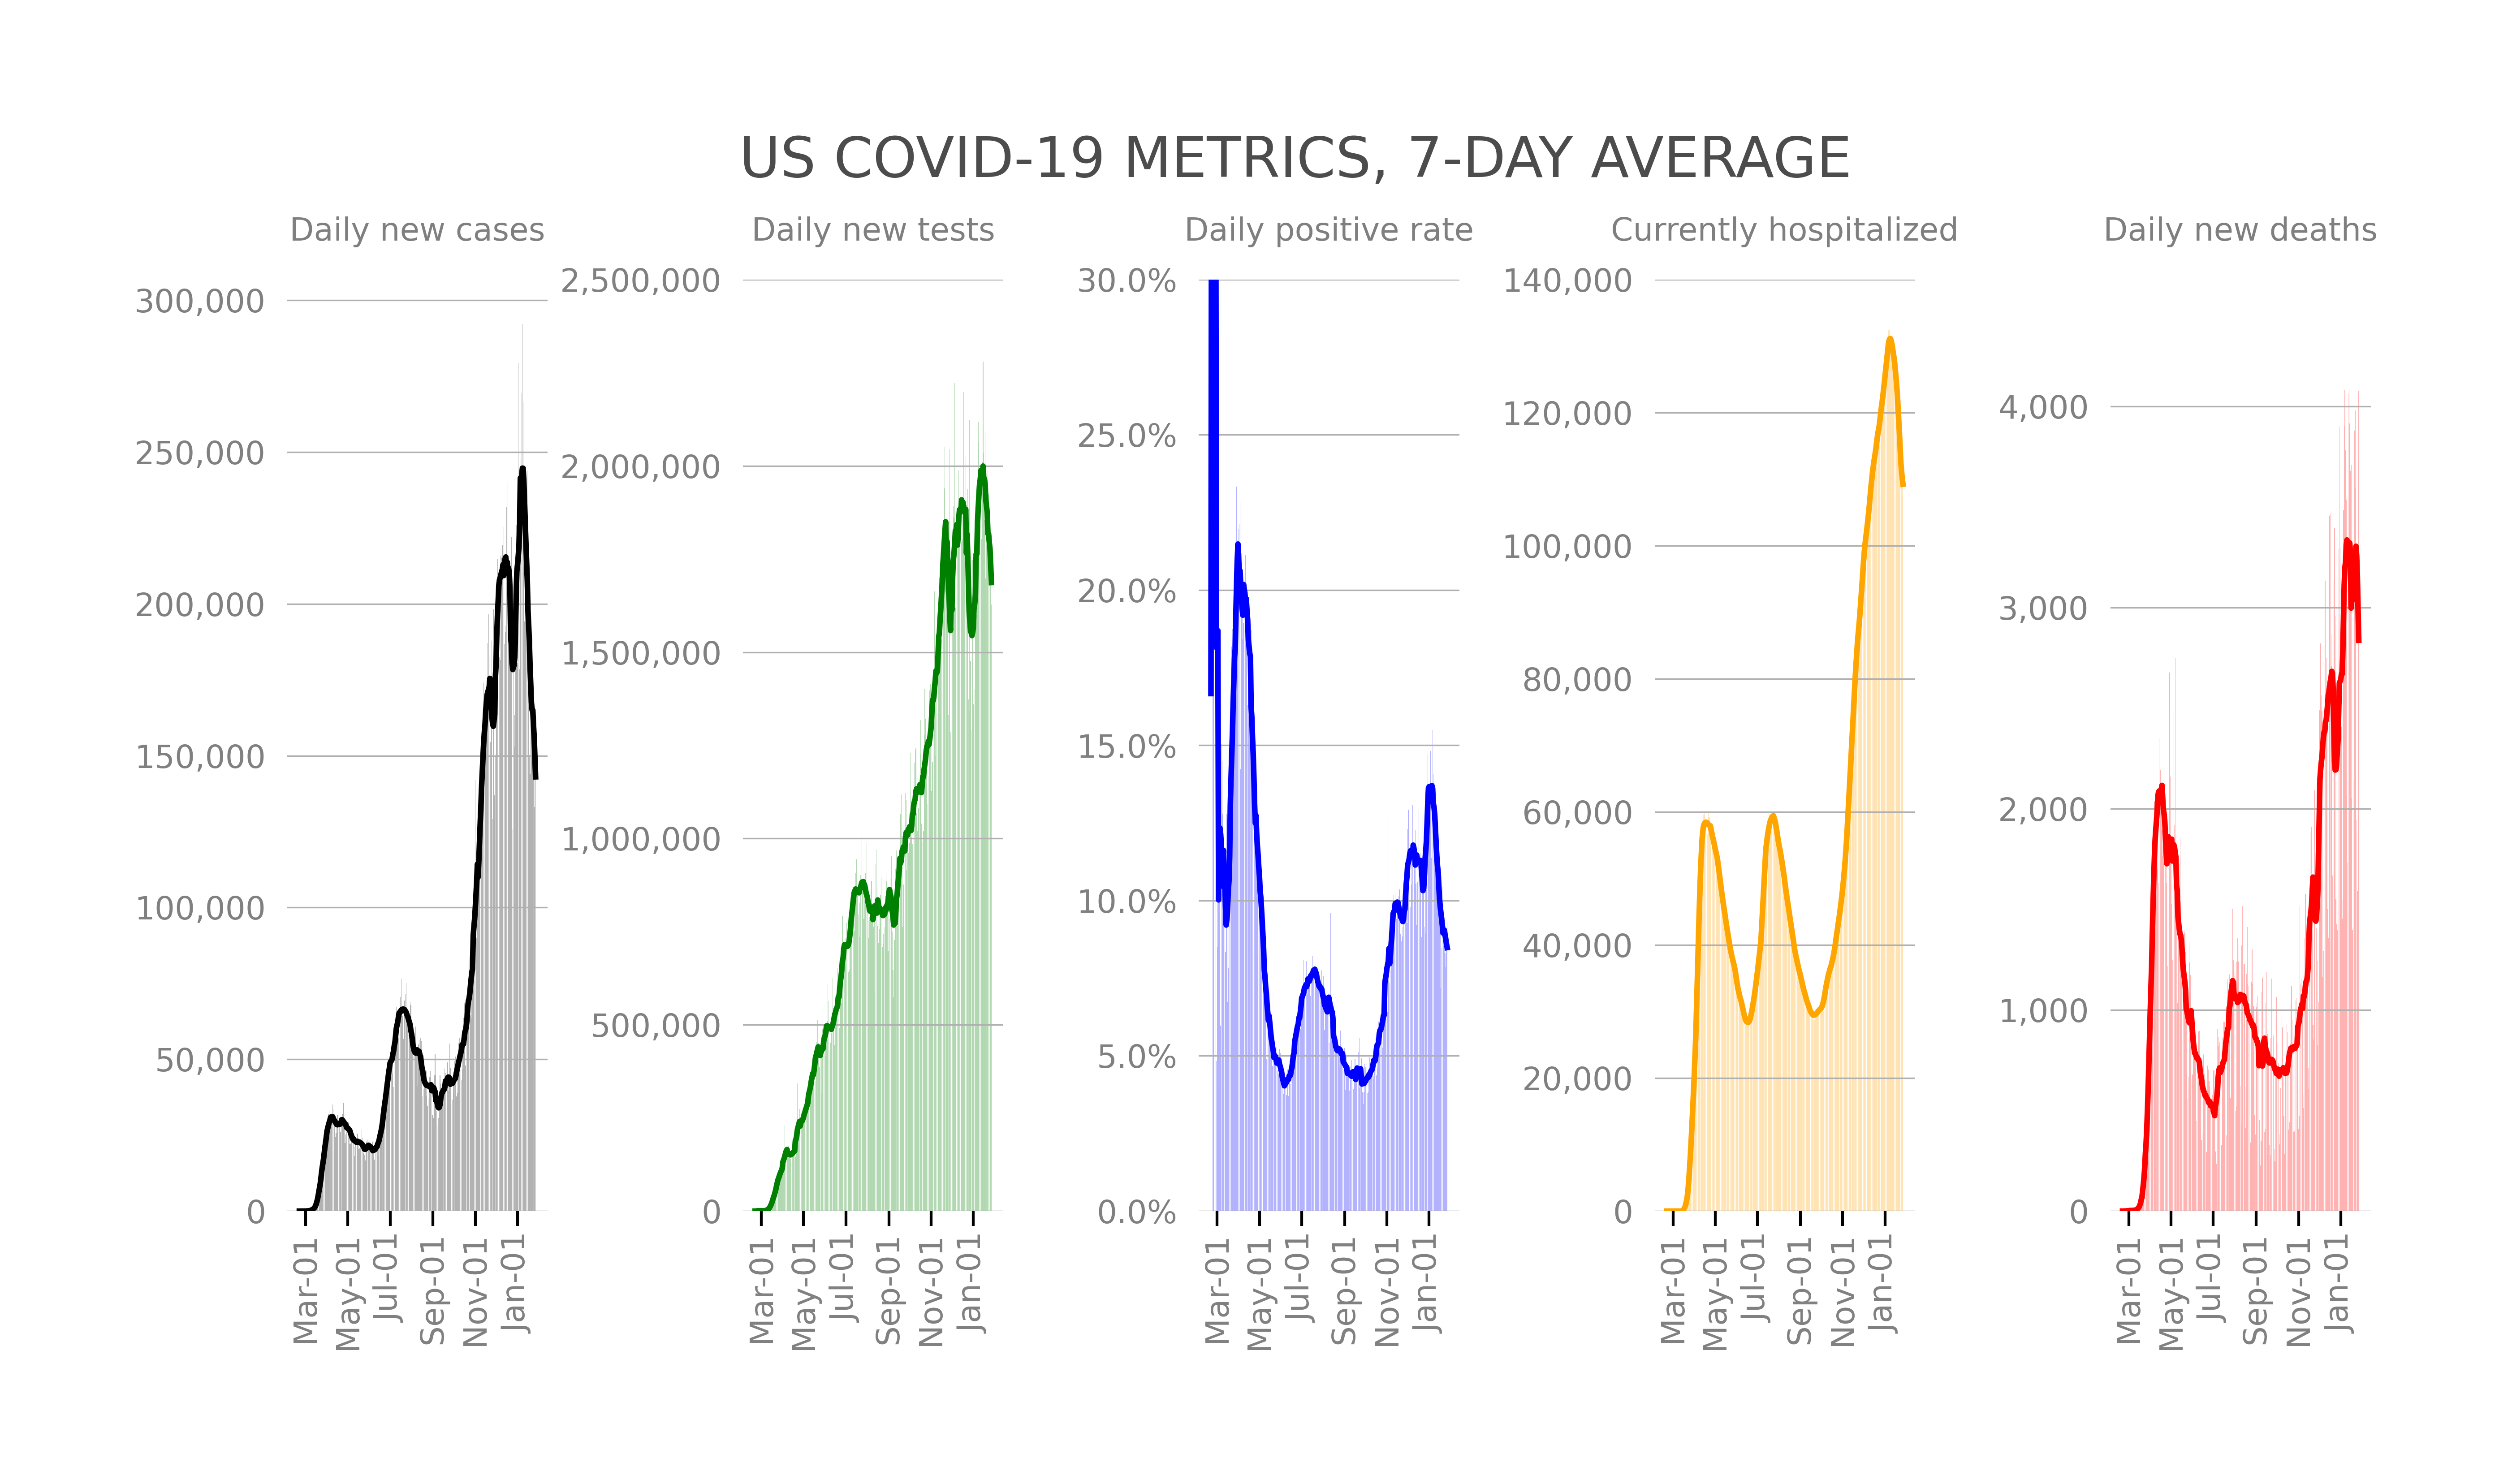 US COVID-19 METRICS, 7-DAY AVERAGE
Daily new cases
300,000
250,000
200,000
150,000
100,000
50,000
0
Mar-01
May-01
Jul-01
Sep-01
Nov-01
Jan-01
Daily new tests
2,500,000
2,000,000
1,500,000
1,000,000
500,000
0
Mar-01
May-01
Jul-01
Sep-01
Nov-01
Jan-01
Daily positive rate
30.0%
25.0%
20.0%
15.0%
10.0%
5.0%
0.0%
Mar-01
May-01
Jul-01
Sep-01
Nov-01
Jan-01
Currently hospitalized
140,000
120,000
100,000
80,000
60,000
40,000
20,000
0
Mar-01
May-01
Jul-01
Sep-01
Nov-01
Jan-01
Daily new deaths
4,000
3,000
2,000
1,000
0
Mar-01
May-01
Jul-01
Sep-01
Nov-01
Jan-01